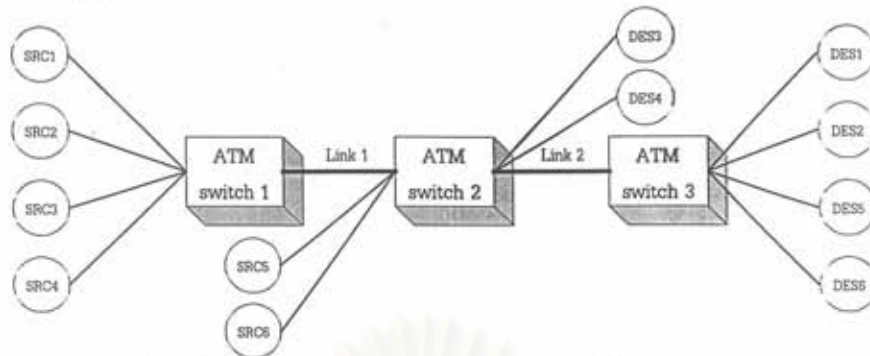 SRC1
SRC2
SRC3
SRC4
ATM
switch 1
Link 1
SRC5
SRC6
ATM
switch 2
DES3
DES4
Link 2
ATM
switch 3
DES1
DES2
DES5
DES6